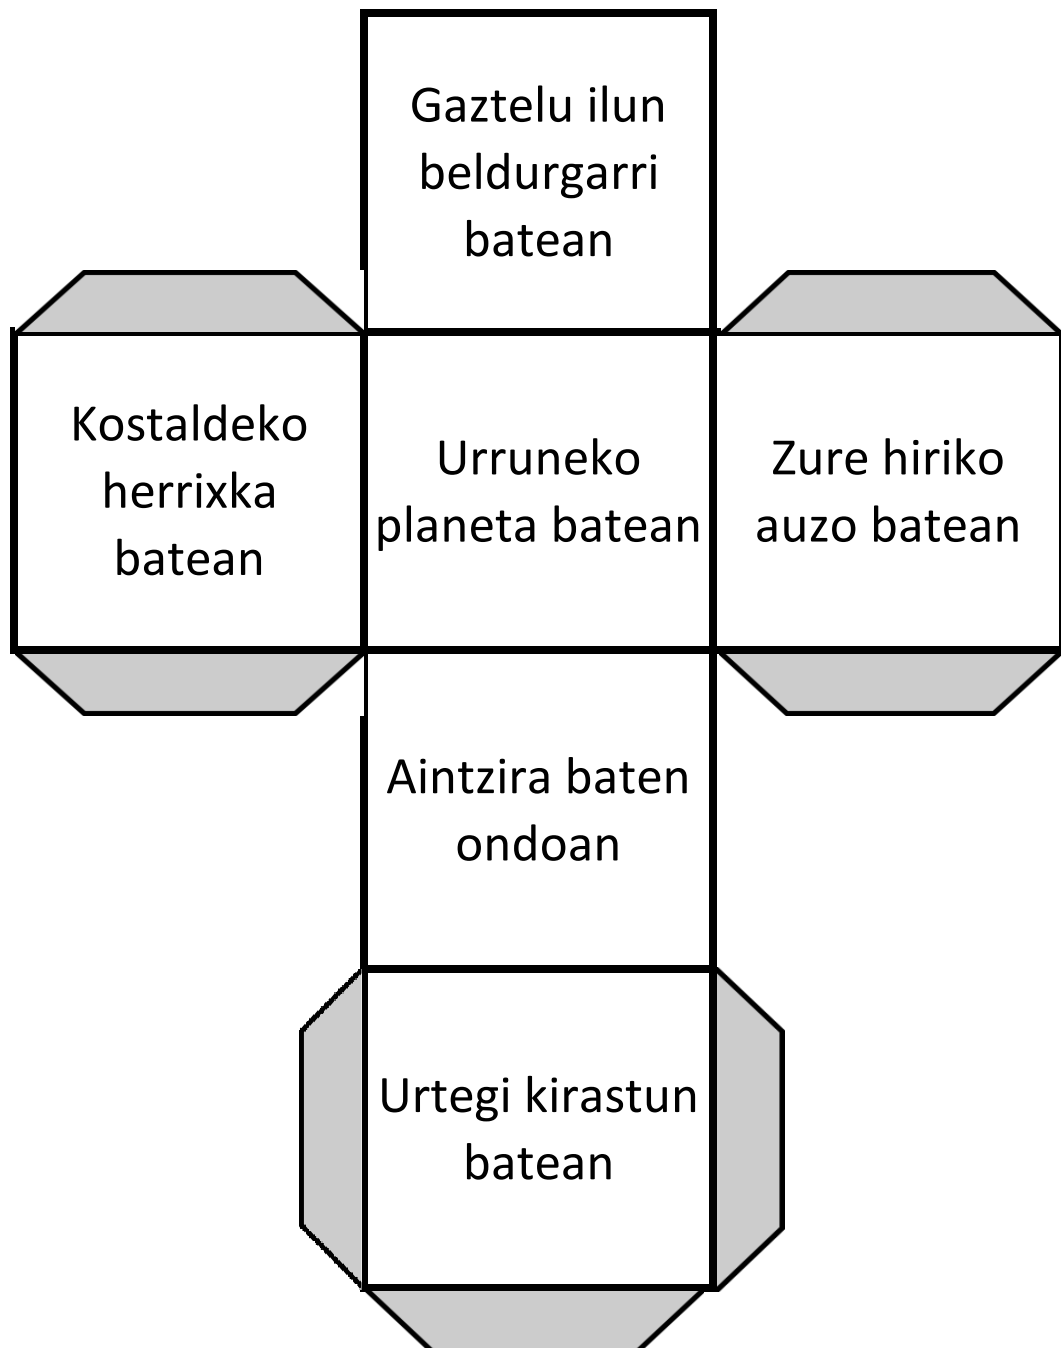 Gaztelu ilun
beldurgarri
batean
Kostaldeko
herrixka
batean
Urruneko
planeta batean
Zure hiriko
auzo batean
Aintzira baten
ondoan
Urtegi kirastun
batean